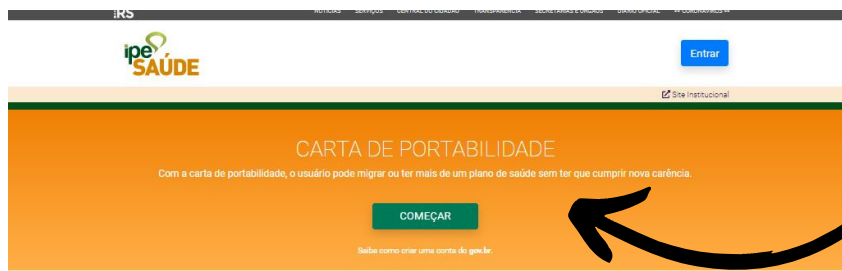 :RS
NOTÍCIAS SERVIÇOS CENTRAL DO CIDADÃO TRANSPARÊNCIA SECRETARIAS E ÓRGÃOS DIÁRIO OFICIAL ** CORONAVÍRUS **
ipe
SAÚDE
Entrar
Site Institucional
CARTA DE PORTABILIDADE
Com a carta de portabilidade, o usuário pode migrar ou ter mais de um plano de saúde sem ter que cumprir nova carência.
COMEÇAR
Saiba como criar uma conta do gov.br.